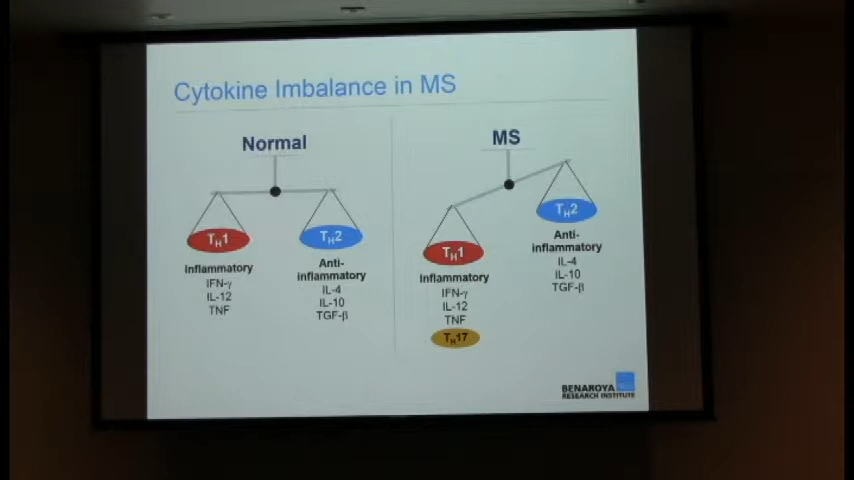 Cytokine Imbalance in MS
Normal
TH1
Inflammatory
IFN-γ
IL-12
TNF
TH2
Anti-
inflammatory
IL-4
IL-10
TGF-β
MS
TH1
Inflammatory
IFN-γ
IL-12
TNF
TH17
TH2
Anti-
inflammatory
IL-4
IL-10
TGF-β
BENAROYA
RESEARCH INSTITUTE